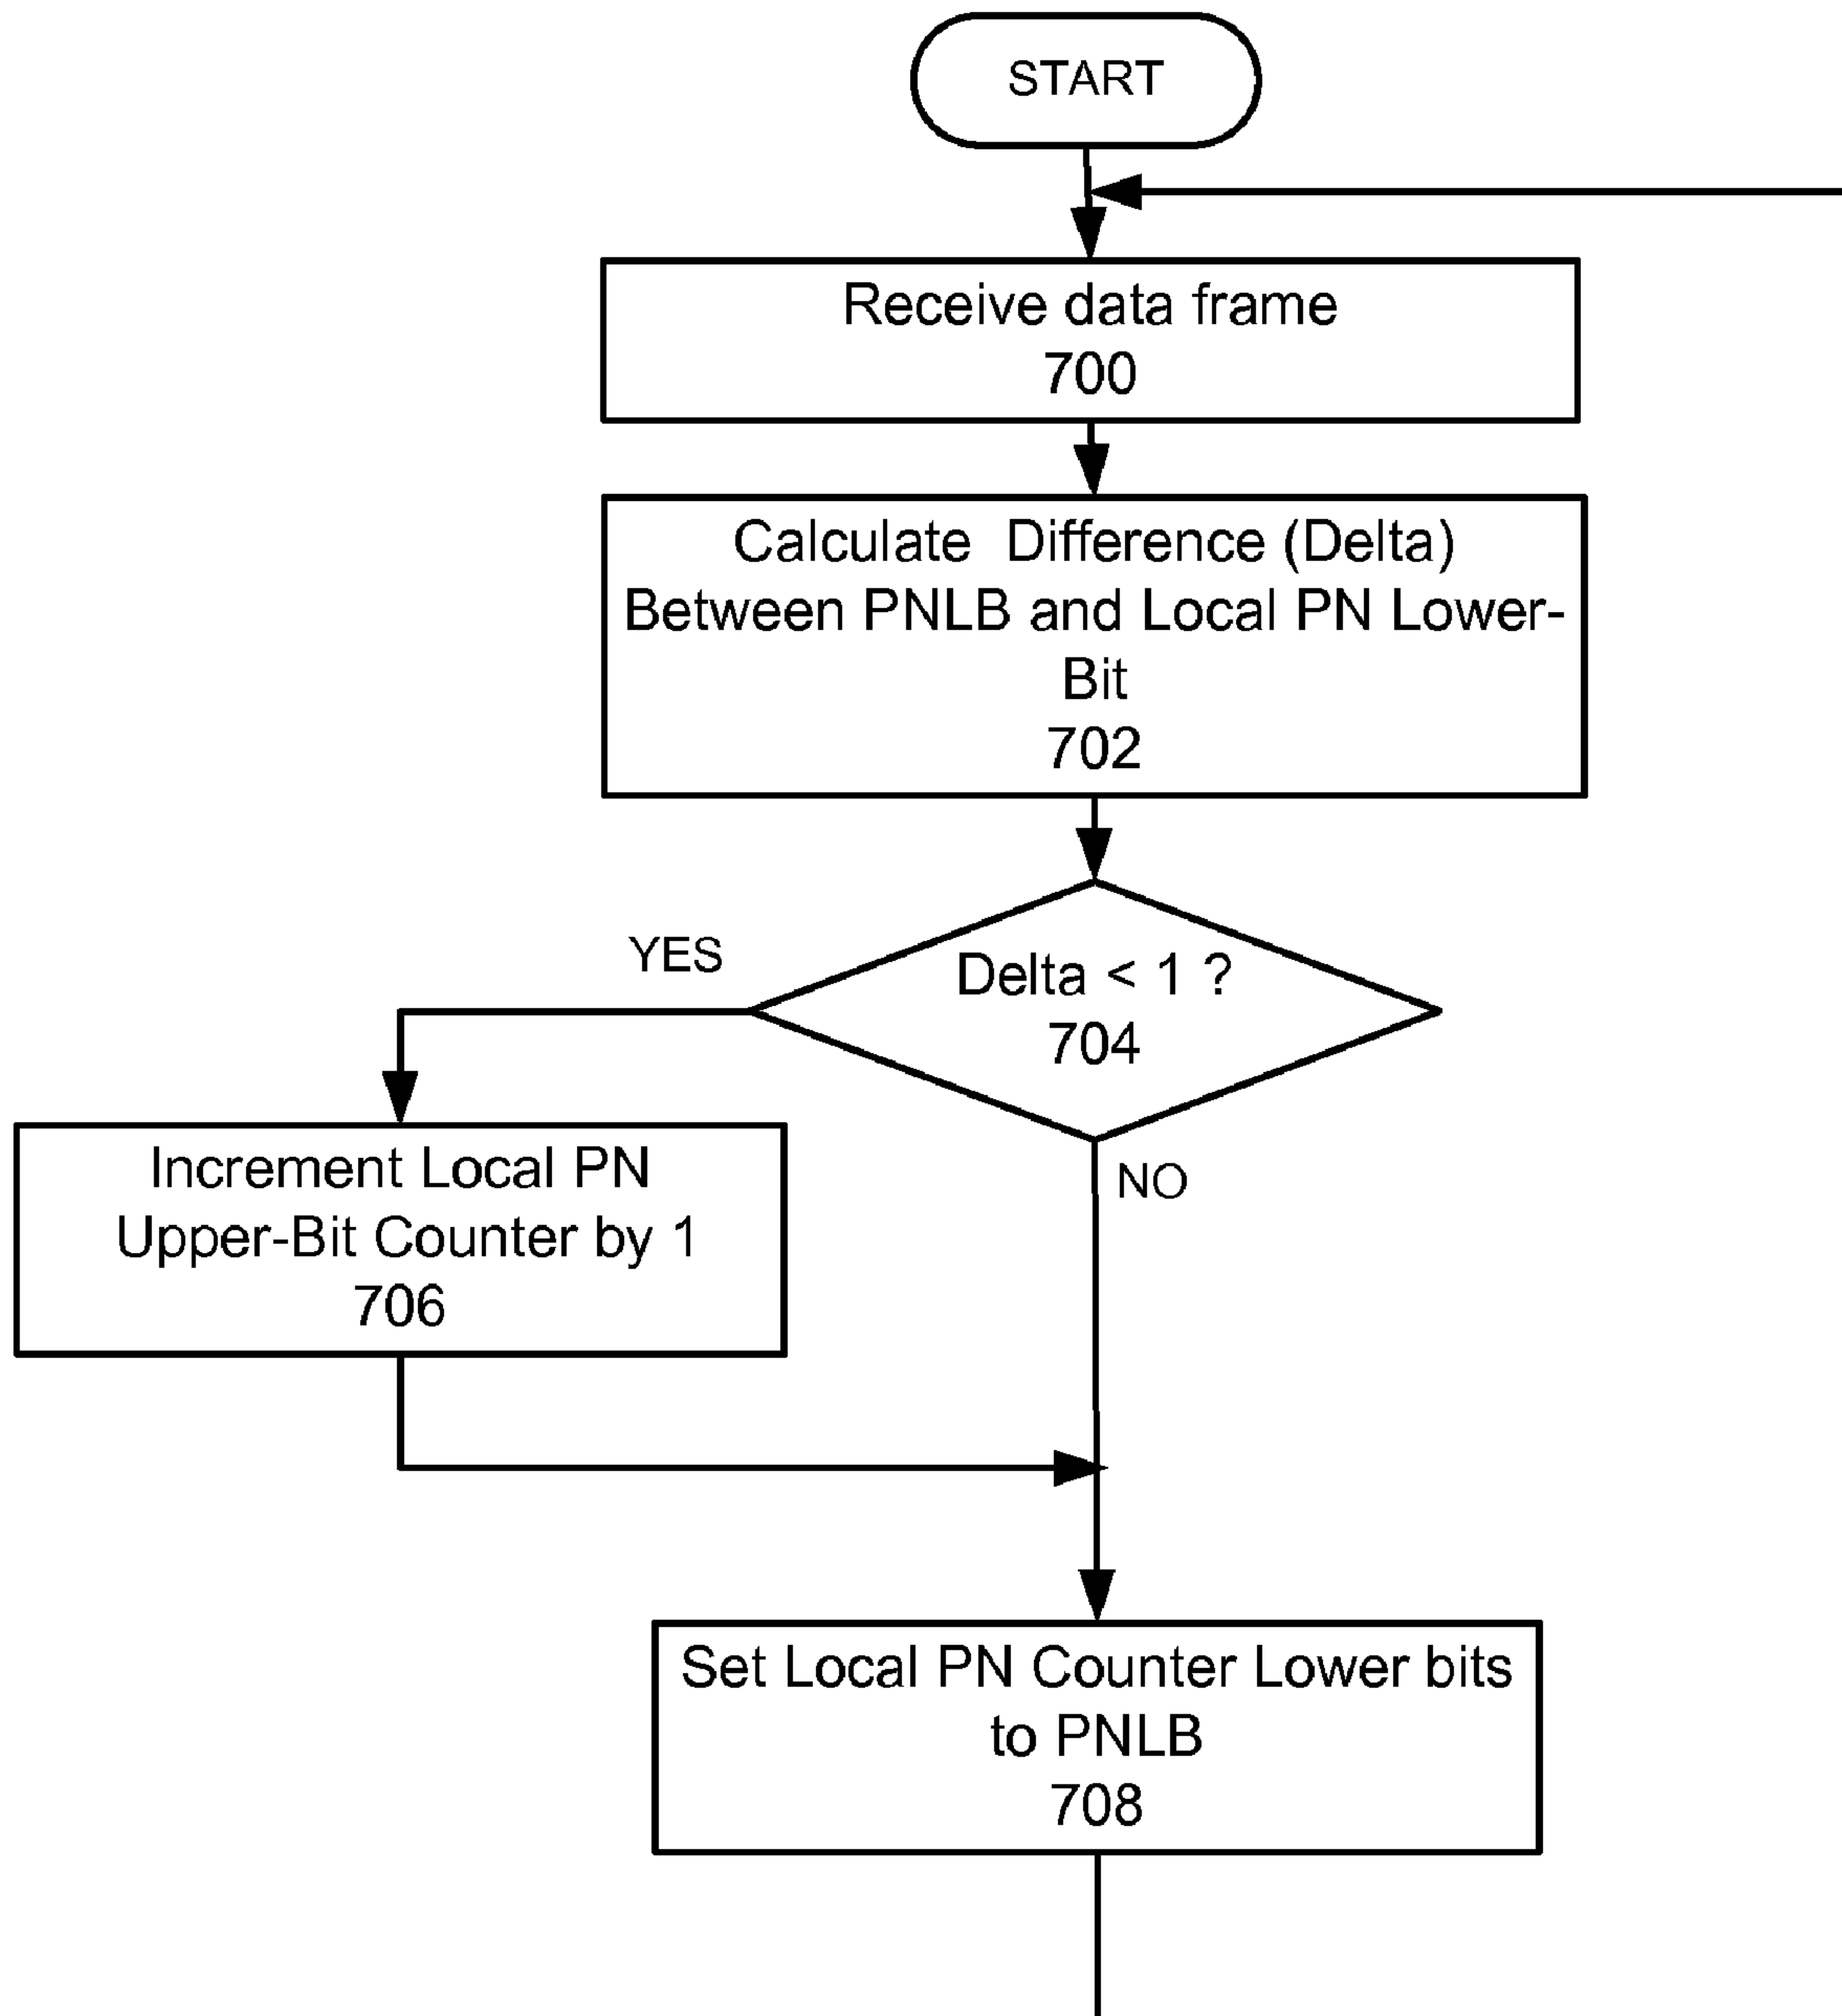 START
Receive data frame
700
Calculate Difference (Delta)
Between PNLB and Local PN Lower-
Bit
702
YES
Delta < 1 ?
704
Increment Local PN
Upper-Bit Counter by 1
706
NO
Set Local PN Counter Lower bits
to PNLB
708